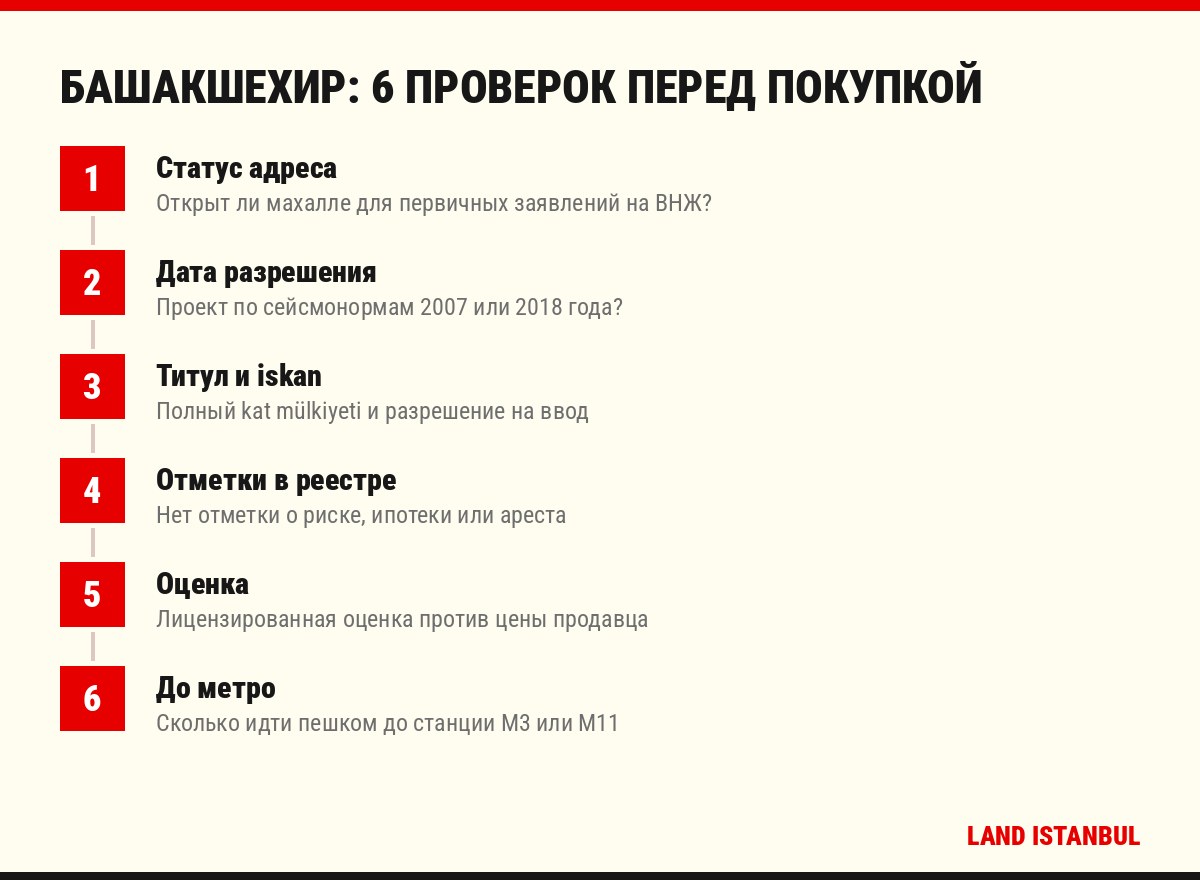 БАШАКШЕХИР: 6 ПРОВЕРОК ПЕРЕД ПОКУПКОЙ
1
Статус адреса
Открыт ли махалле для первичных заявлений на ВНЖ?
2
Дата разрешения
Проект по сейсмонормам 2007 или 2018 года?
3
Титул и iskan
Полный kat mülkiyeti и разрешение на ввод
4
Отметки в реестре
Нет отметки о риске, ипотеки или ареста
5
Оценка
Лицензированная оценка против цены продавца
6
До метро
Сколько идти пешком до станции М3 или М11
LAND ISTANBUL